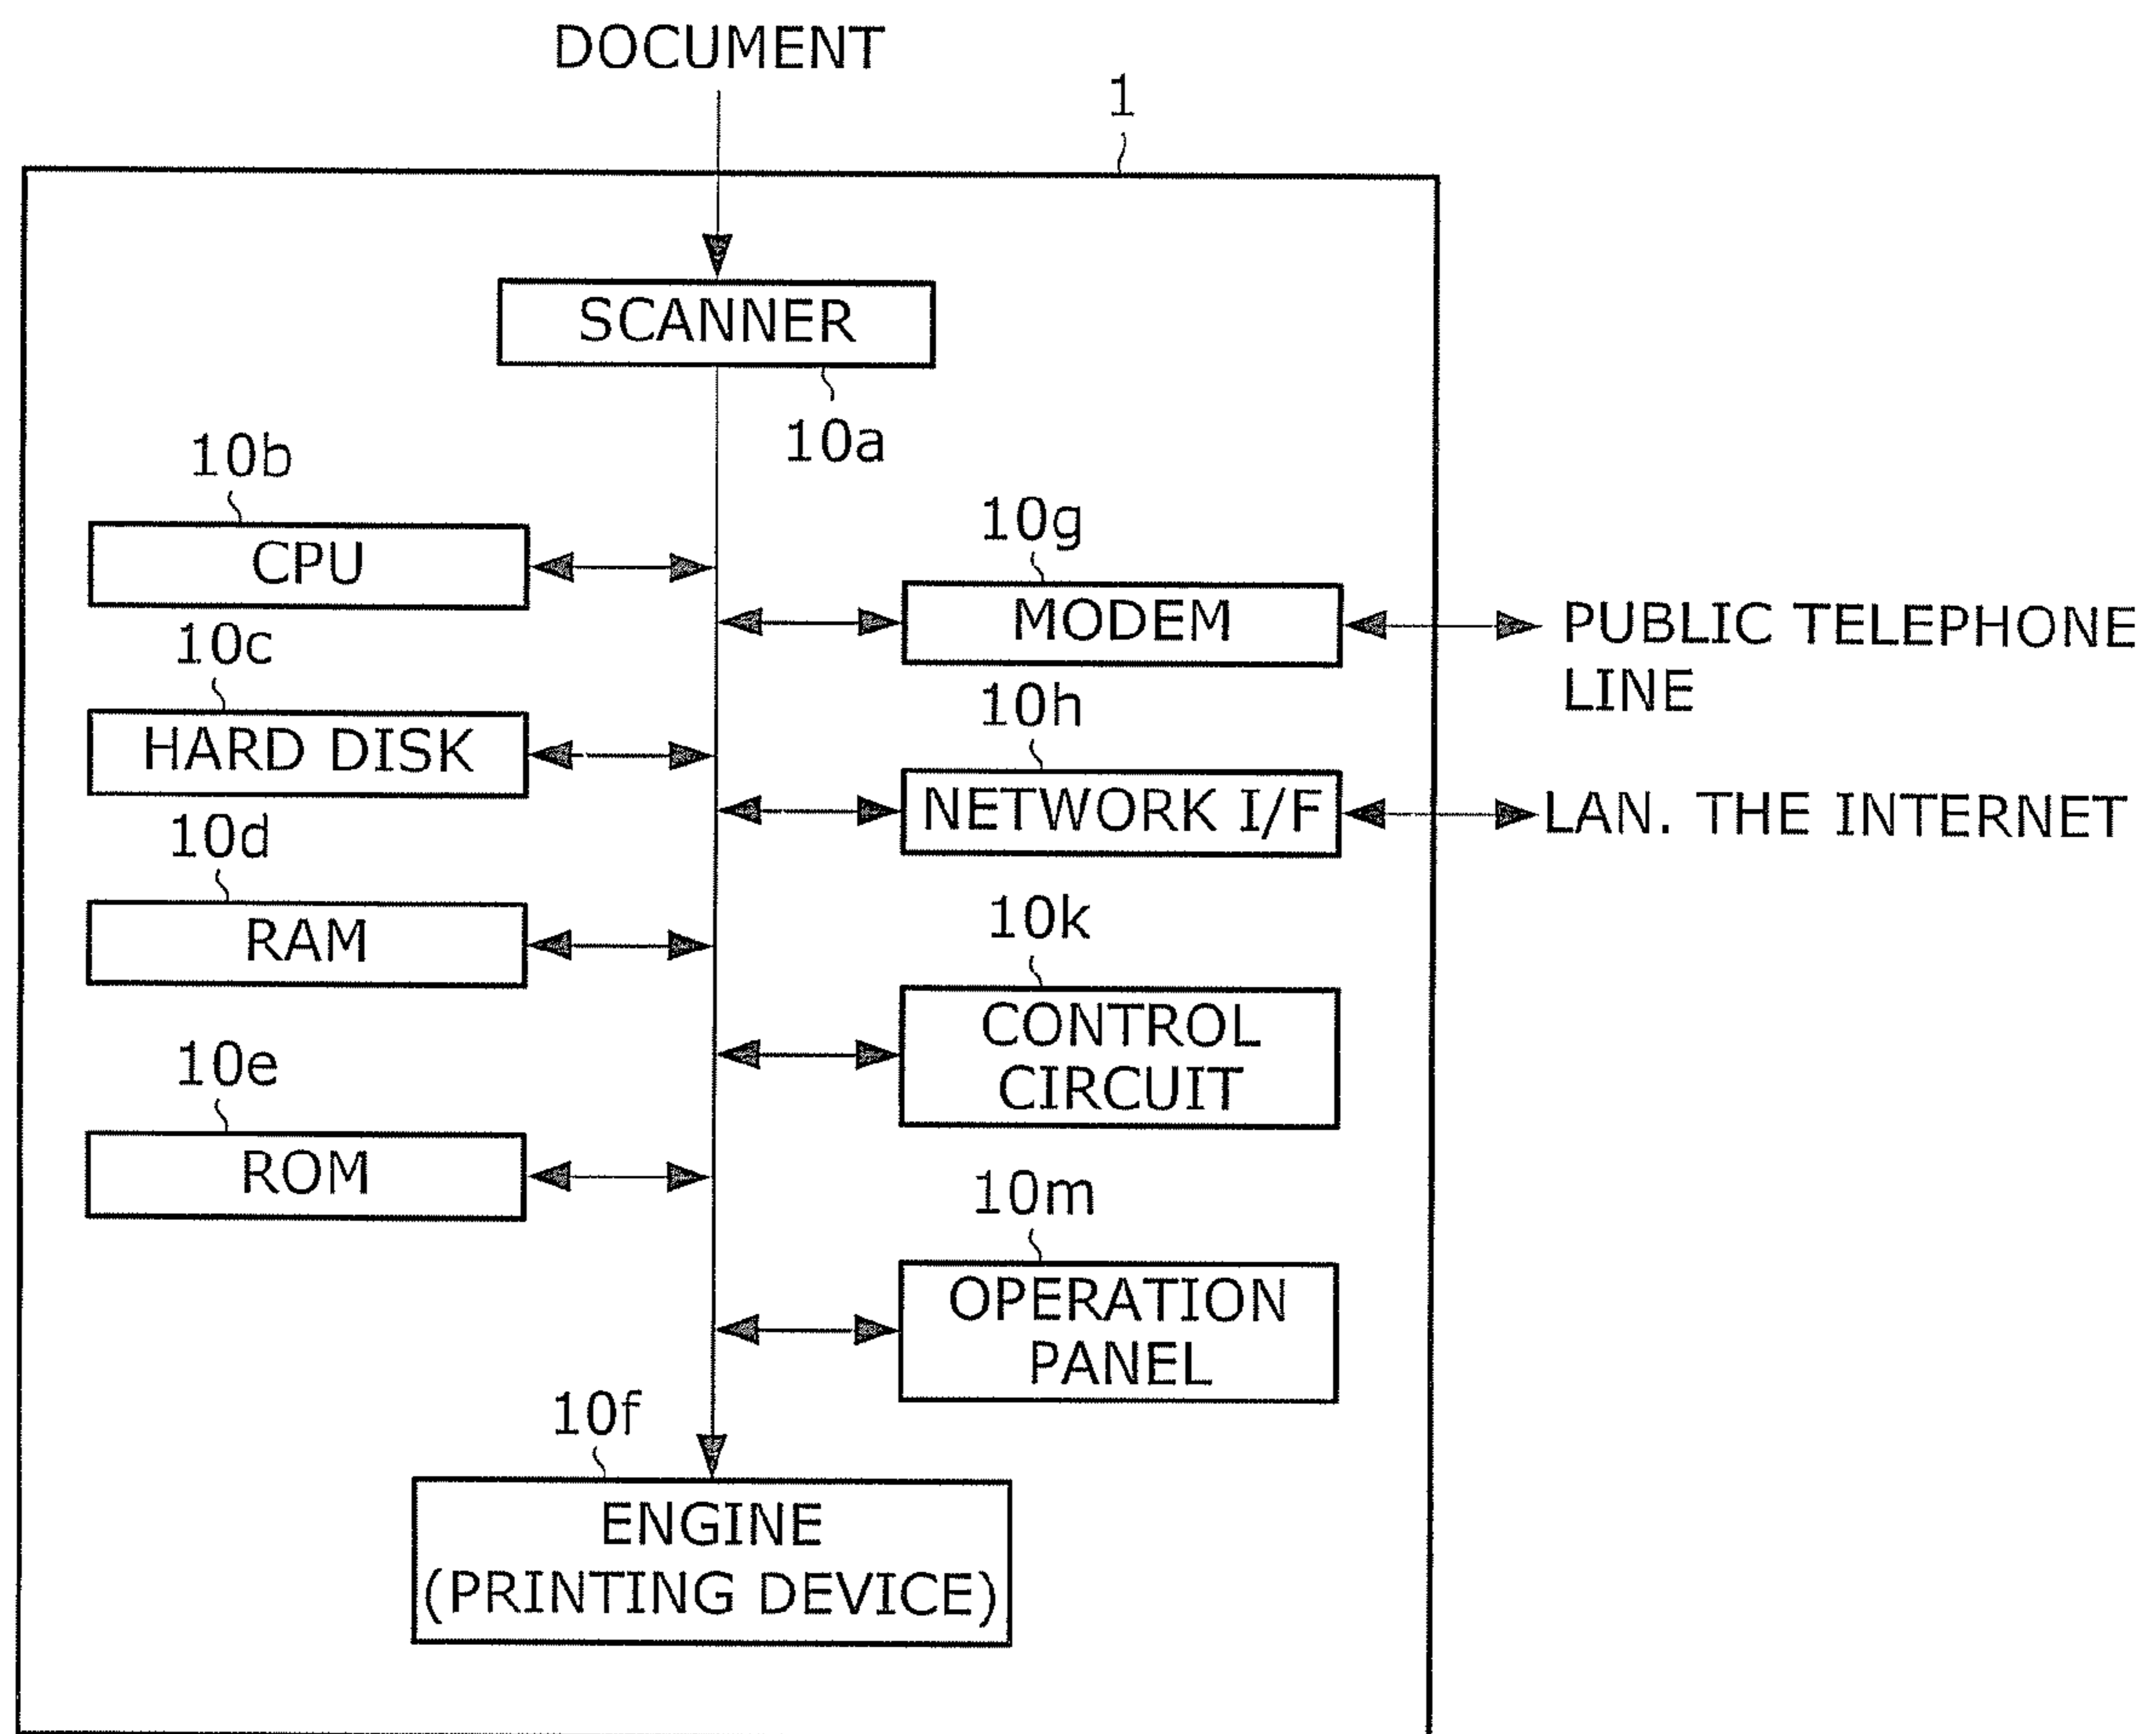 DOCUMENT
1
SCANNER
10a
10b
CPU
10g
MODEM
PUBLIC TELEPHONE
LINE
10c
HARD DISK
10h
NETWORK I/F
LAN. THE INTERNET
10d
RAM
10k
CONTROL
CIRCUIT
10e
ROM
10m
OPERATION
PANEL
10f
ENGINE
(PRINTING DEVICE)